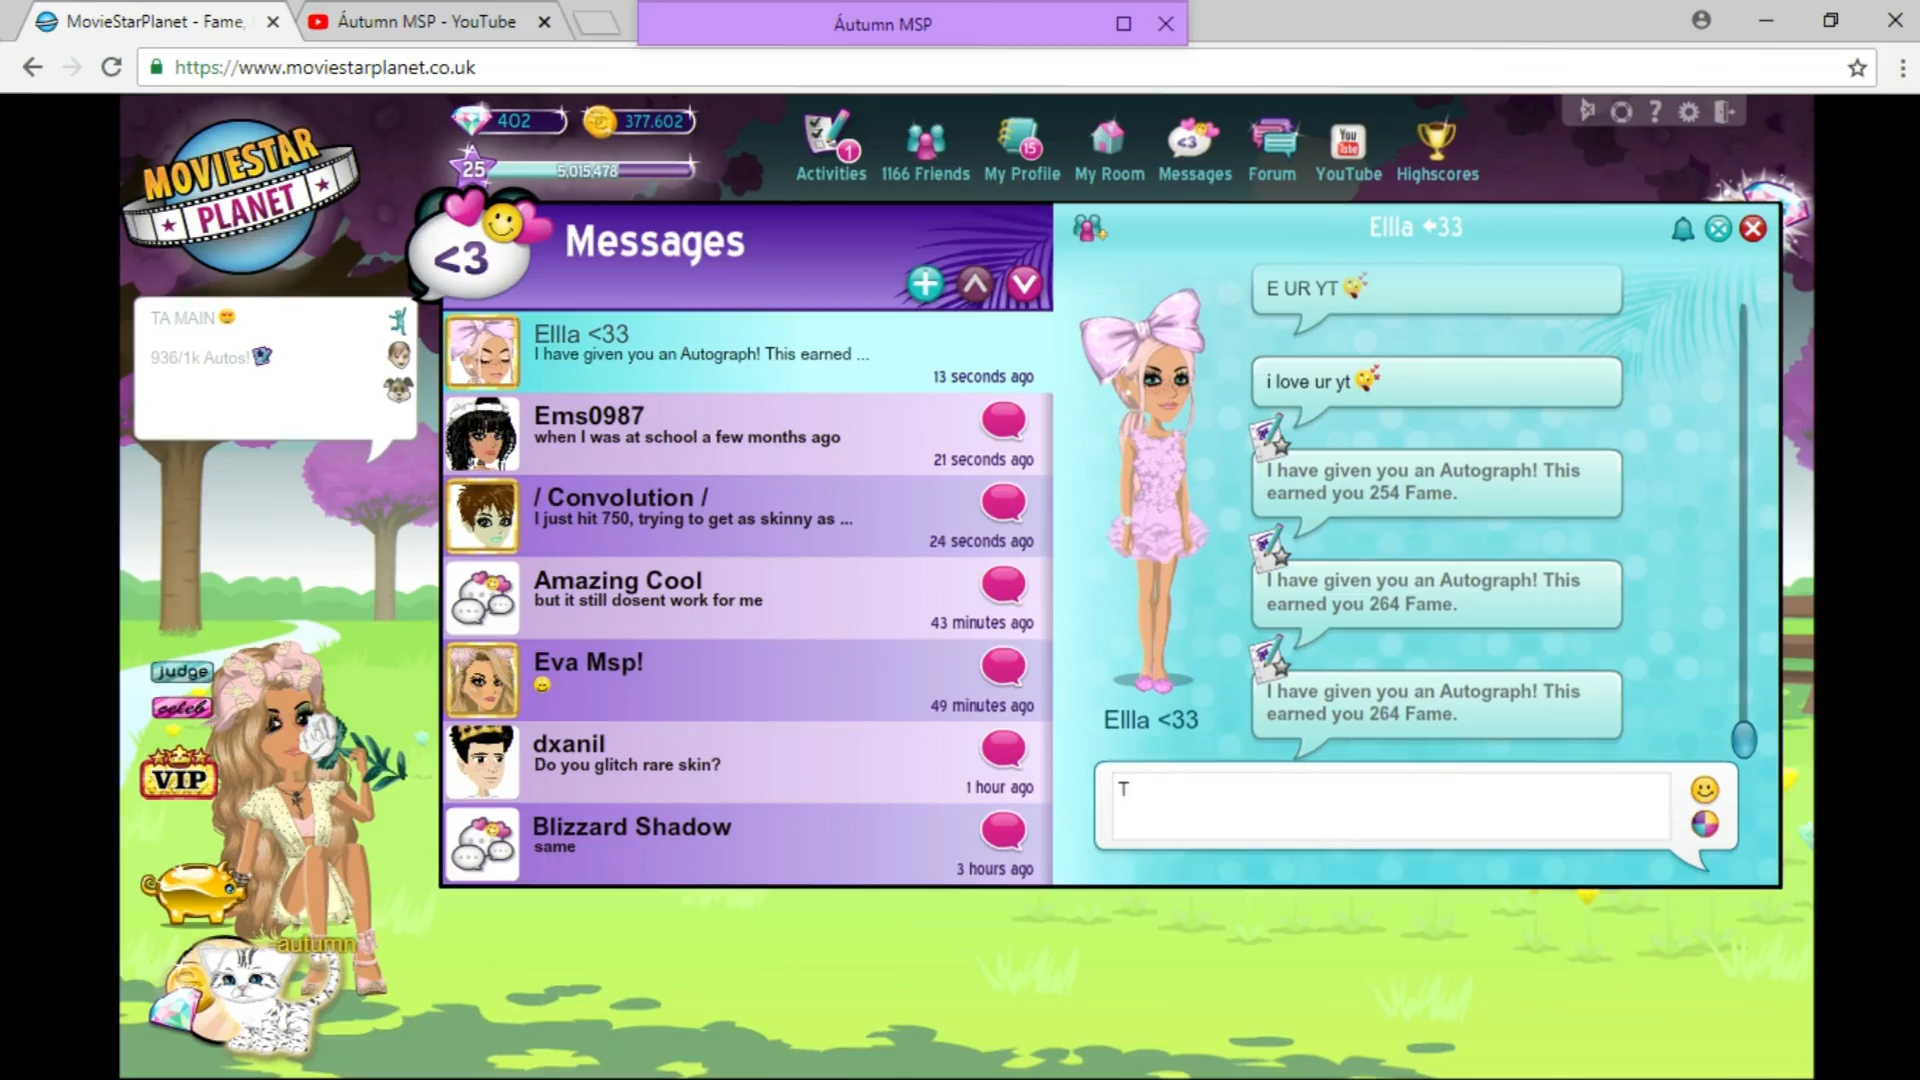 MovieStarPlanet - Fame,
Áutumn MSP - YouTube
Áutumn MSP
https://www.moviestarplanet.co.uk
MOVIESTAR
PLANET
402
377.602
25
5,015,478
1
15
<3
You
Tube
Activities
1166 Friends
My Profile
My Room
Messages
Forum
YouTube
Highscores
?
<3
Messages
TA MAIN
936/1k Autos!
Ellla <33
I have given you an Autograph! This earned ...
13 seconds ago
Ems0987
when I was at school a few months ago
21 seconds ago
/ Convolution /
I just hit 750, trying to get as skinny as ...
24 seconds ago
Amazing Cool
but it still dosent work for me
43 minutes ago
Eva Msp!
49 minutes ago
dxanil
Do you glitch rare skin?
1 hour ago
Blizzard Shadow
same
3 hours ago
Ellla <33
E UR YT
i love ur yt
I have given you an Autograph! This
earned you 254 Fame.
I have given you an Autograph! This
earned you 264 Fame.
I have given you an Autograph! This
earned you 264 Fame.
Ellla <33
T
judge
celeb
VIP
autumn